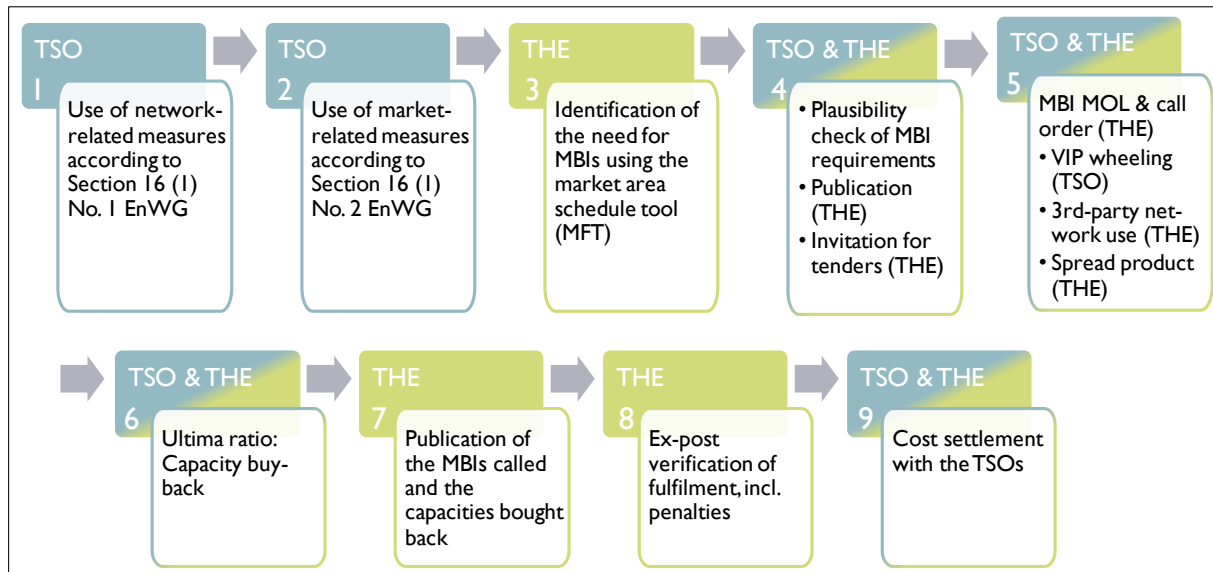 TSO
1
Use of network-
related measures
according to
Section 16 (1)
No. 1 EnWG
TSO
2
Use of market-
related measures
according to
Section 16 (1)
No. 2 EnWG
THE
3
Identification of
the need for
MBIs using the
market area
schedule tool
(MFT)
TSO & THE
4
• Plausibility
check of MBI
requirements
• Publication
(THE)
• Invitation for
tenders (THE)
TSO & THE
5
MBI MOL & call
order (THE)
• VIP wheeling
(TSO)
• 3rd-party net-
work use (THE)
• Spread product
(THE)
TSO & THE
6
Ultima ratio:
Capacity buy-
back
THE
7
Publication of
the MBIs called
and the
capacities bought
back
THE
8
Ex-post
verification of
fulfilment, incl.
penalties
TSO & THE
9
Cost settlement
with the TSOs